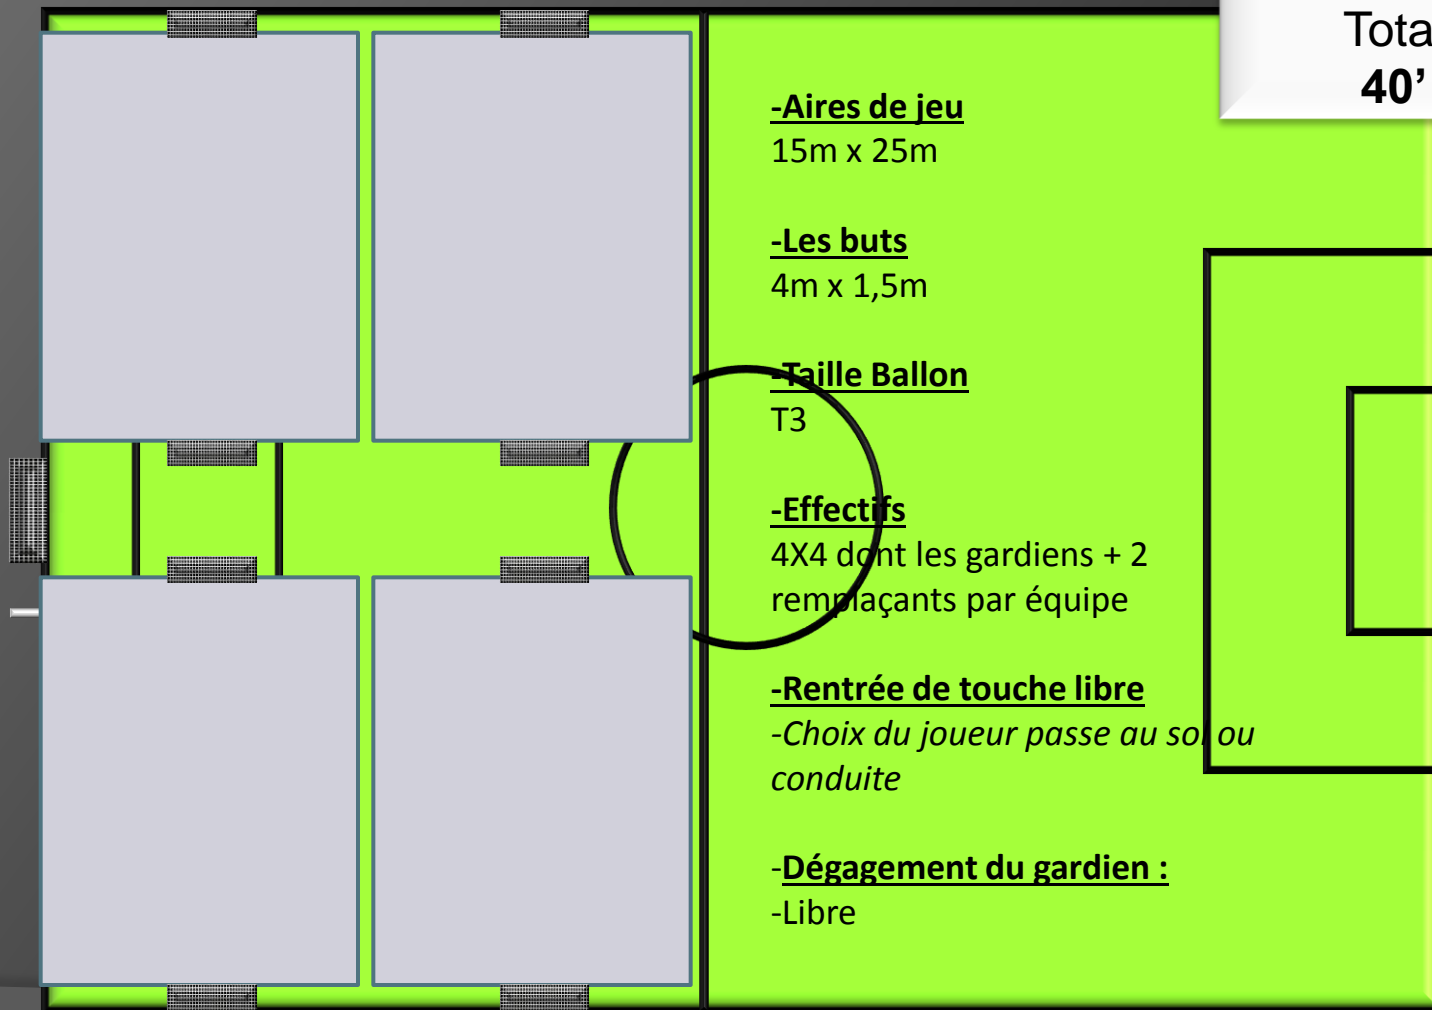 Tota
40’
-Aires de jeu
15m x 25m
-Les buts
4m x 1,5m
-Taille Ballon
T3
-Effectifs
4X4 dont les gardiens + 2
remplaçants par équipe
-Rentrée de touche libre
-Choix du joueur passe au sol ou
conduite
-Dégagement du gardien :
-Libre